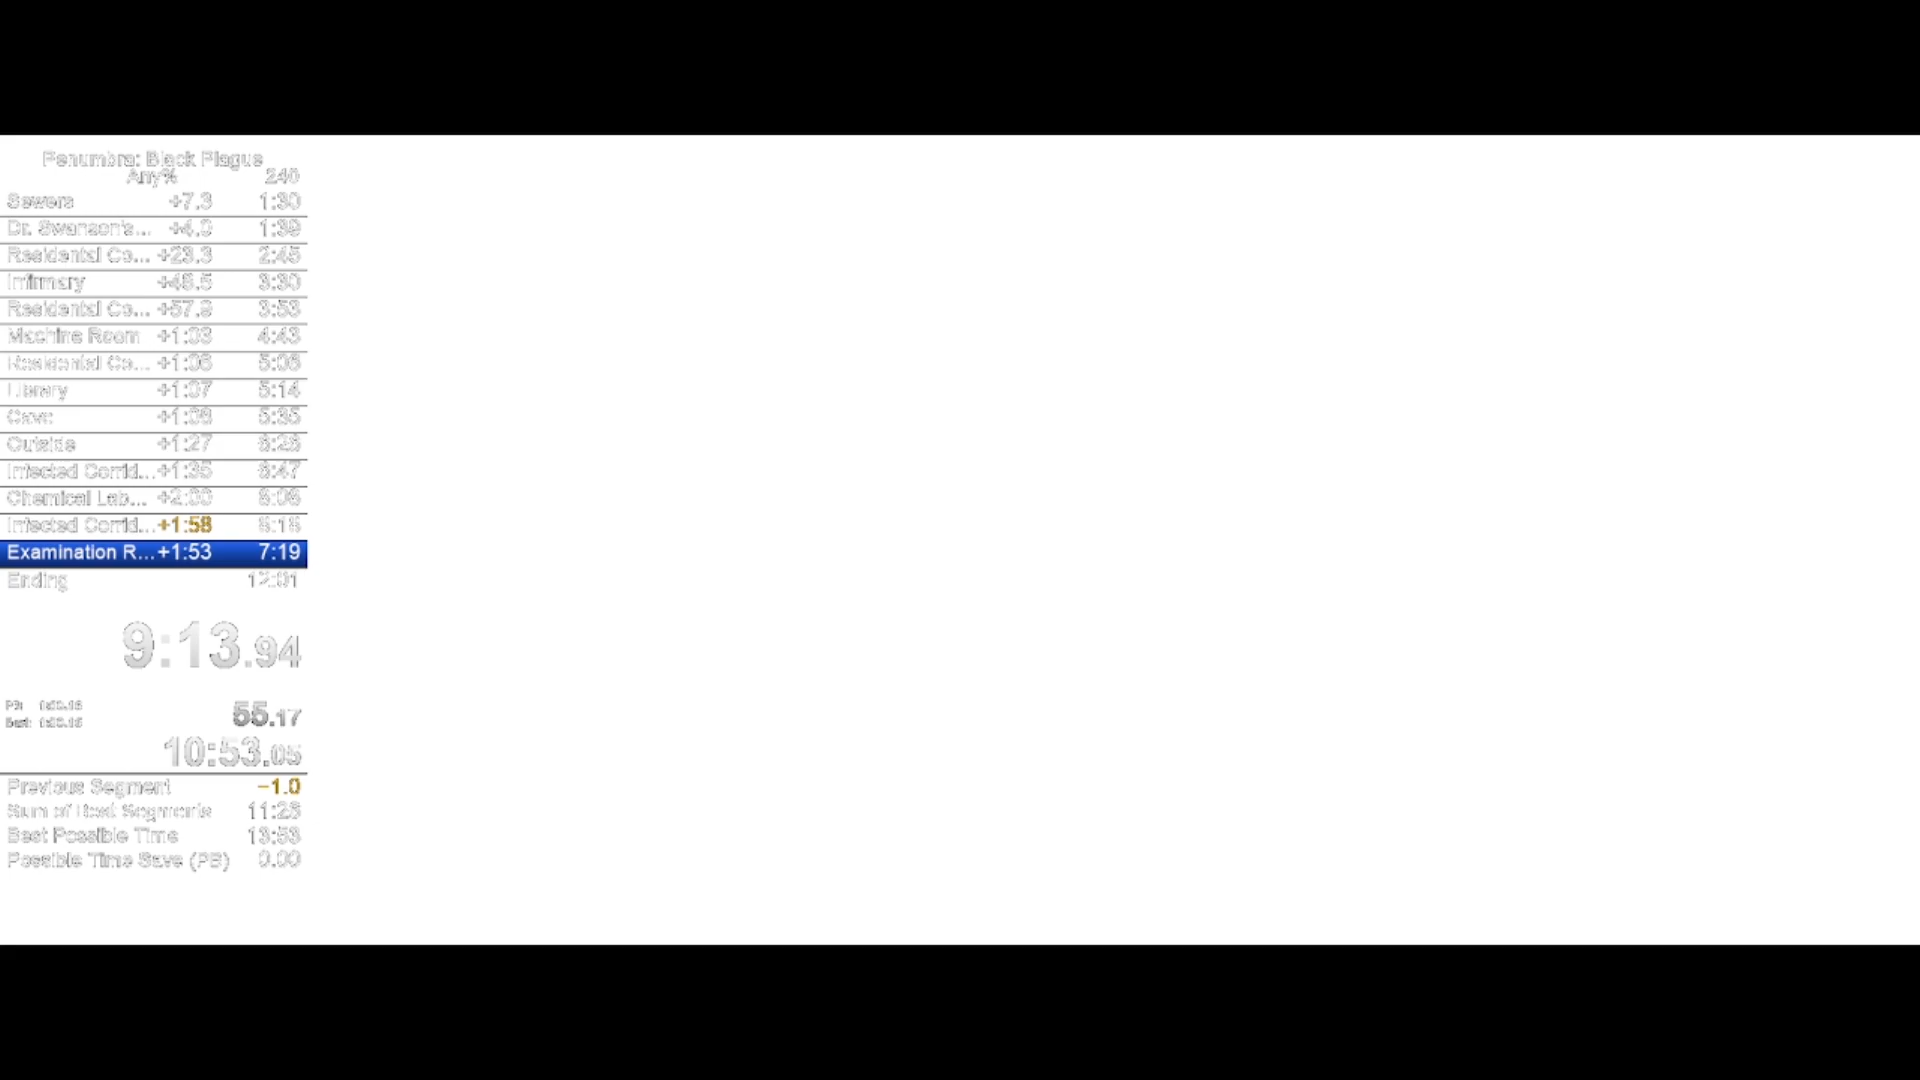 Penumbra: Black Plague
Any% 240
Sewers +7.3 1:30
Dr. Swanson's... +4.0 1:39
Residental Co... +23.3 2:45
Infirmary +48.5 3:30
Residental Co... +57.9 3:53
Machine Room +1:03 4:43
Residental Co... +1:06 5:06
Library +1:07 5:14
Cave +1:09 5:35
Outside +1:27 6:28
Infected Corrid... +1:35 6:47
Chemical Lab... +2:00 8:06
Infected Corrid... +1:58 8:18
Examination R... +1:53 7:19
Ending 12:01
9:13.94
PB:
Best:
55.17
10:53.05
Previous Segment −1.0
Sum of Best Segments 11:26
Best Possible Time 13:53
Possible Time Save (PB) 0.00